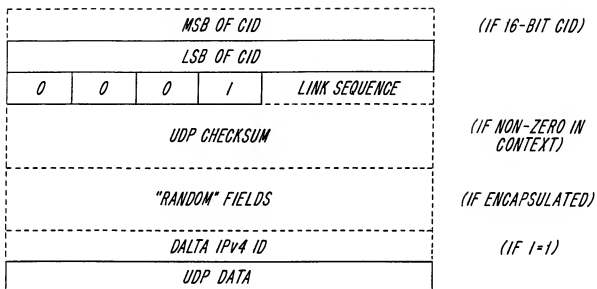 MSB OF CID (IF 16-BIT CID)
LSB OF CID
0 0 0 I LINK SEQUENCE
UDP CHECKSUM (IF NON-ZERO IN CONTEXT)
"RANDOM" FIELDS (IF ENCAPSULATED)
DALTA IPv4 ID (IF I=1)
UDP DATA